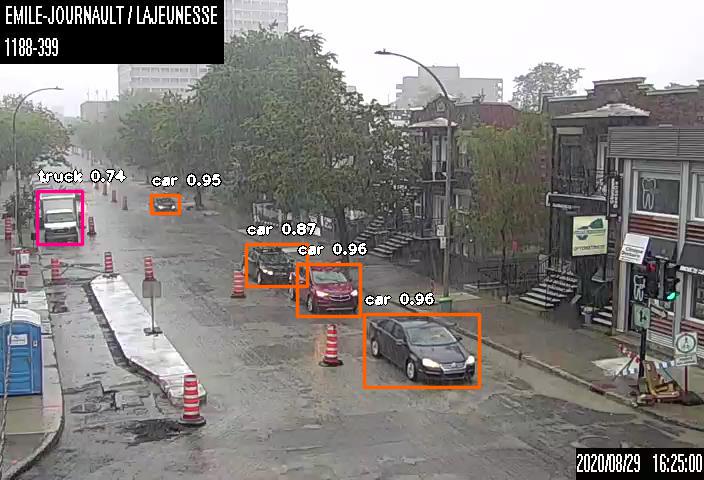 EMILE-JOURNAULT / LAJEUNESSE
1188-399
truck 0.74
car 0.95
car 0.87
car 0.96
car 0.96
2020/08/29 16:25:00